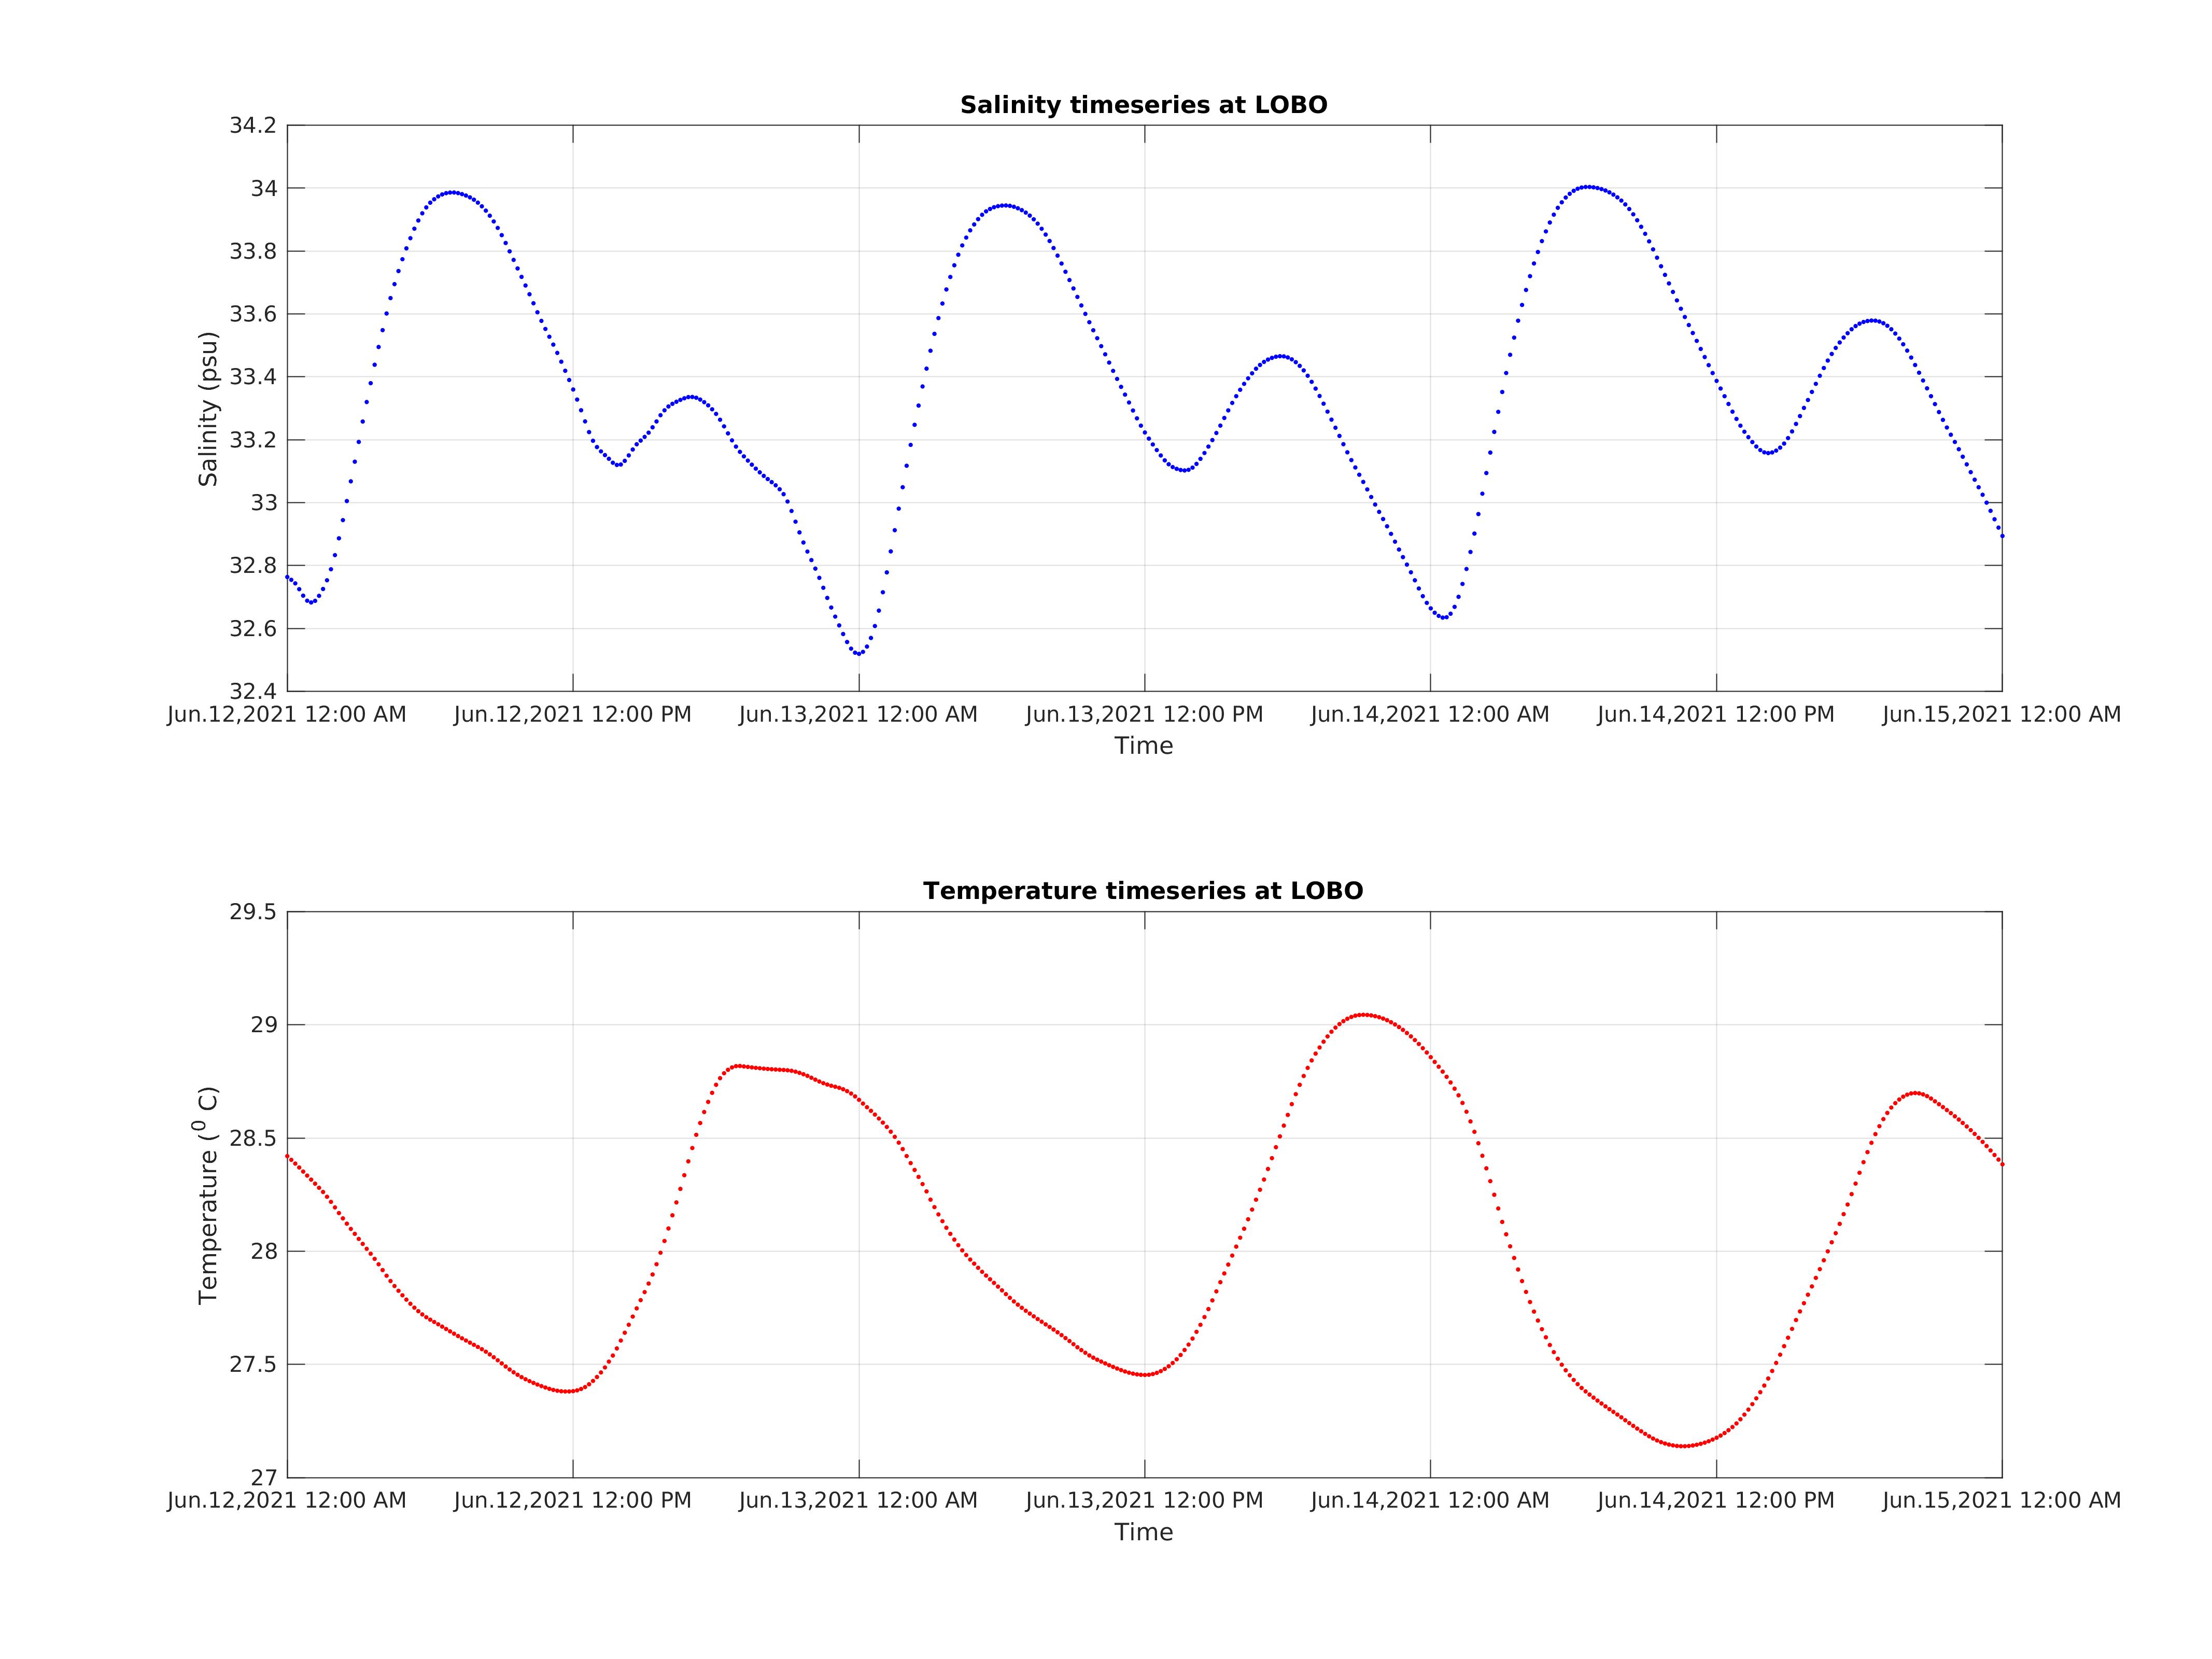 Salinity timeseries at LOBO
34.2
34
33.8
33.6
33.4
33.2
33
32.8
32.6
32.4
Salinity (psu)
Jun.12,2021 12:00 AM Jun.12,2021 12:00 PM Jun.13,2021 12:00 AM Jun.13,2021 12:00 PM Jun.14,2021 12:00 AM Jun.14,2021 12:00 PM Jun.15,2021 12:00 AM
Time
Temperature timeseries at LOBO
29.5
29
28.5
28
27.5
27
Temperature (⁰ C)
Jun.12,2021 12:00 AM Jun.12,2021 12:00 PM Jun.13,2021 12:00 AM Jun.13,2021 12:00 PM Jun.14,2021 12:00 AM Jun.14,2021 12:00 PM Jun.15,2021 12:00 AM
Time